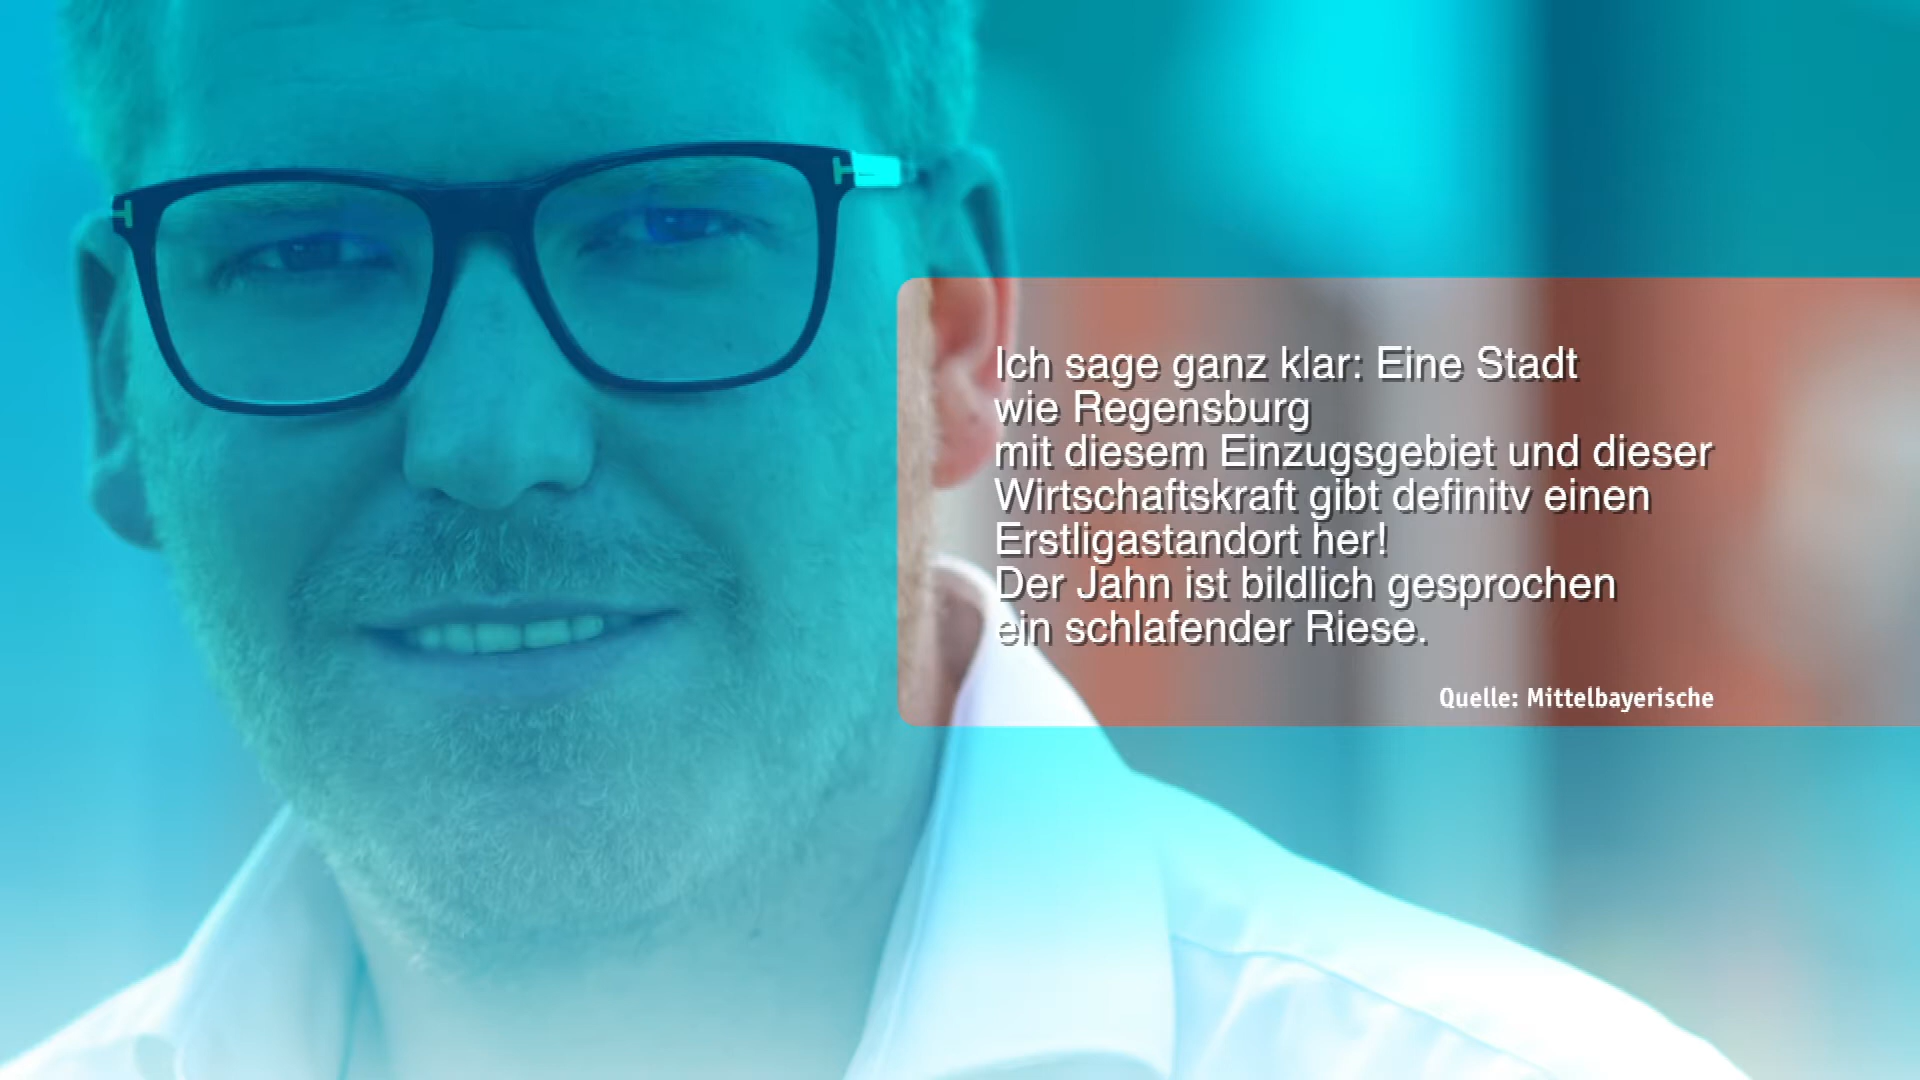 Ich sage ganz klar: Eine Stadt
wie Regensburg
mit diesem Einzugsgebiet und dieser
Wirtschaftskraft gibt definitv einen
Erstligastandort her!
Der Jahn ist bildlich gesprochen
ein schlafender Riese.
Quelle: Mittelbayerische